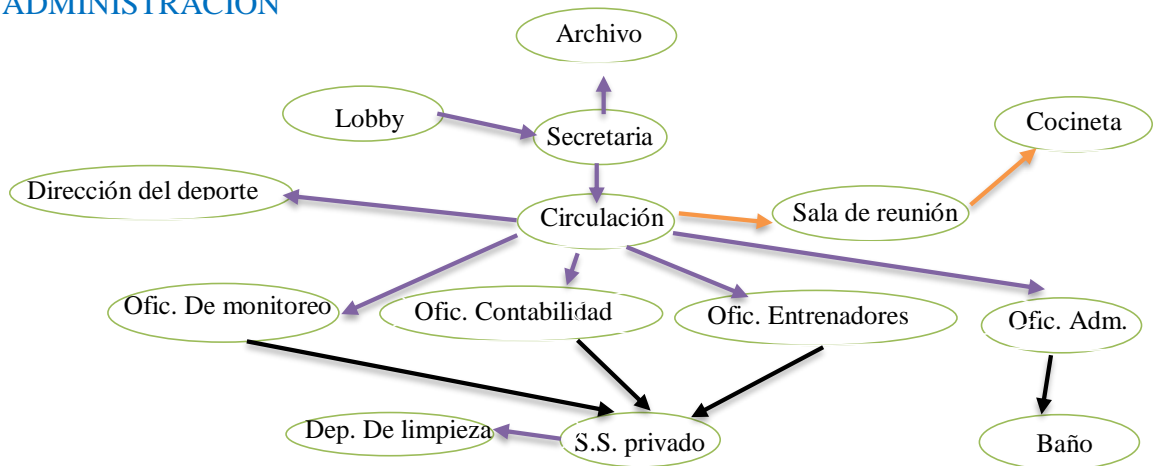 ADMINISTRACIÓN
Archivo
Lobby
Secretaria
Cocineta
Dirección del deporte
Circulación
Sala de reunión
Ofic. De monitoreo
Ofic. Contabilidad
Ofic. Entrenadores
Ofic. Adm.
Dep. De limpieza
S.S. privado
Baño